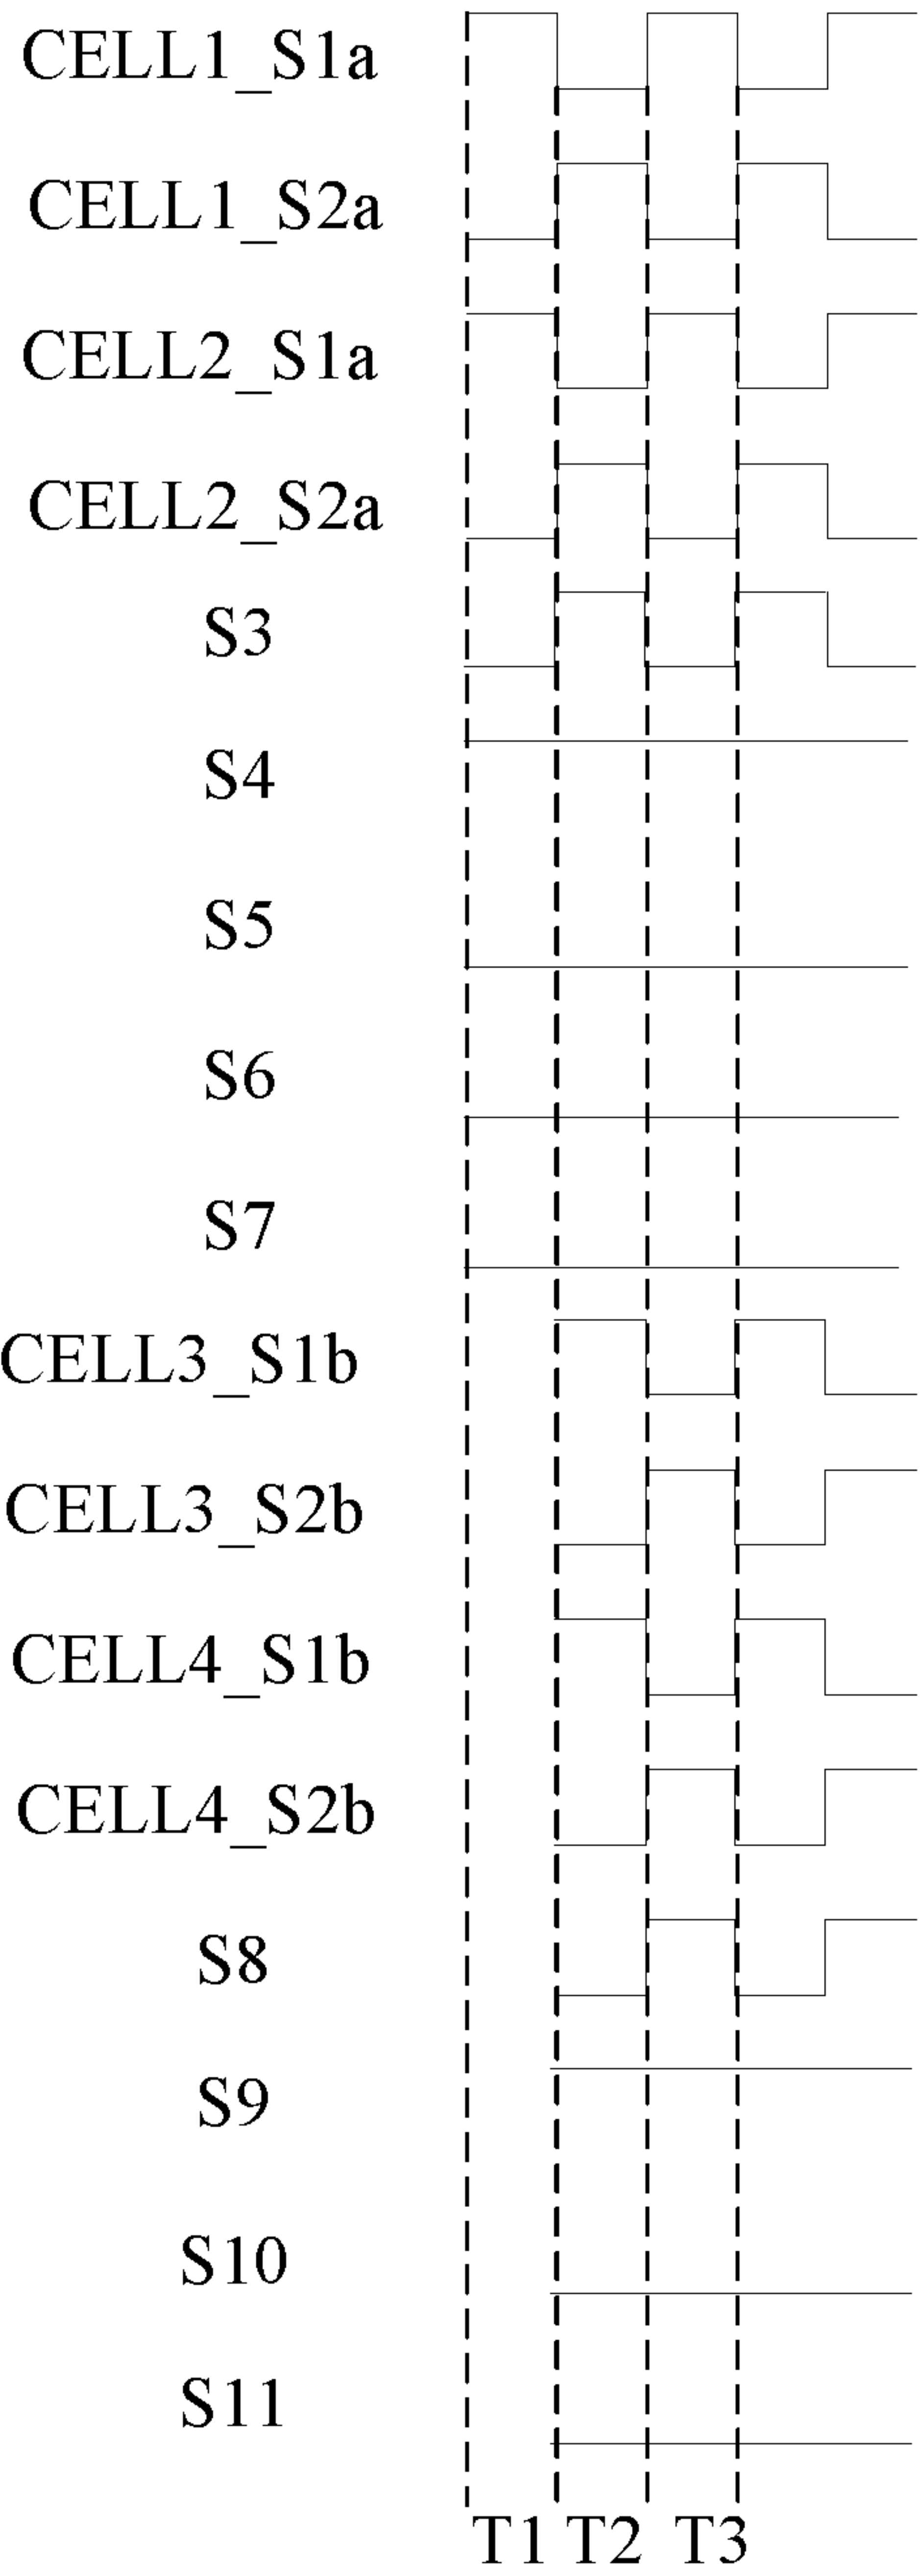 CELL1_S1a
CELL1_S2a
CELL2_S1a
CELL2_S2a
S3
S4
S5
S6
S7
CELL3_S1b
CELL3_S2b
CELL4_S1b
CELL4_S2b
S8
S9
S10
S11
T1 T2 T3